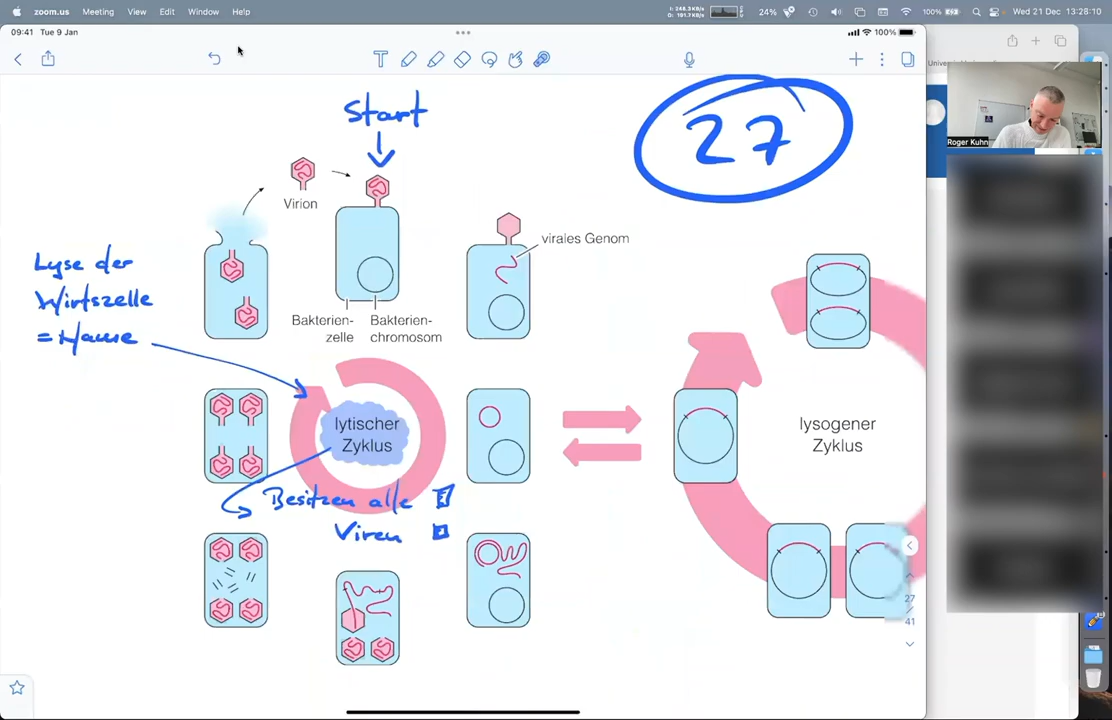 zoom.us Meeting View Edit Window Help
24% 100% Wed 21 Dec 13:28:10
09:41 Tue 9 Jan
100%
Roger Kuhn
Start
27
Virion
virales Genom
Lyse der
Wirtszelle
Bakterien-
zelle
Bakterien-
chromosom
lytischer
Zyklus
lysogener
Zyklus
Besitzen alle
Viren
27
41